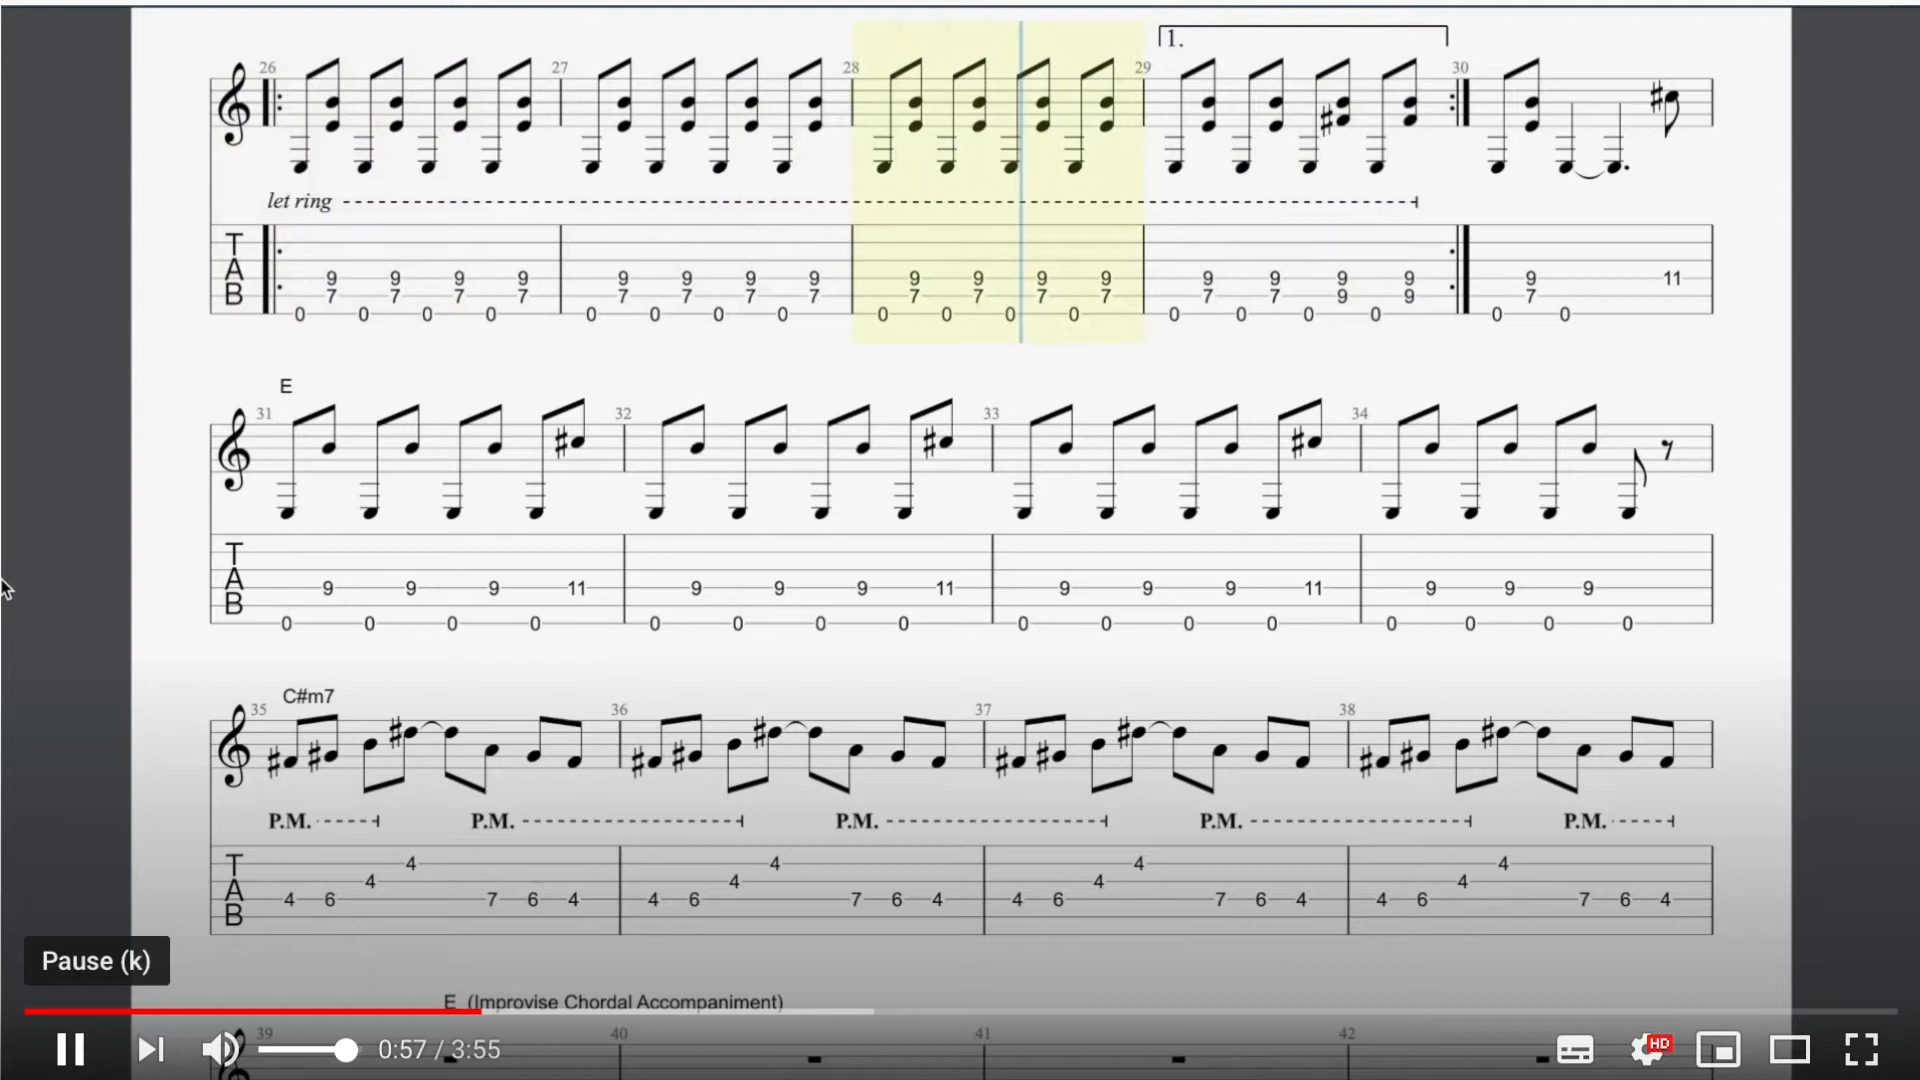 1.
26 27 28 29 30
let ring
T
A
B
9 9 9 9 9 9 9 9 9 9 9 9 9 9 9 9 9 11
7 7 7 7 7 7 7 7 7 7 7 7 7 7 9 9 7
0 0 0 0 0 0 0 0 0 0 0 0 0 0 0 0 0 0
E
31 32 33 34
T
A
B
9 9 9 11 9 9 9 11 9 9 9 11 9 9 9
0 0 0 0 0 0 0 0 0 0 0 0 0 0 0 0
C#m7
35 36 37 38
P.M. P.M. P.M. P.M. P.M.
T
A
B
4 4 4 4
4 4 4 4
4 6 7 6 4 4 6 7 6 4 4 6 7 6 4 4 6 7 6 4
Pause (k)
E (Improvise Chordal Accompaniment)
39 40 41 42
0:57 / 3:55
HD